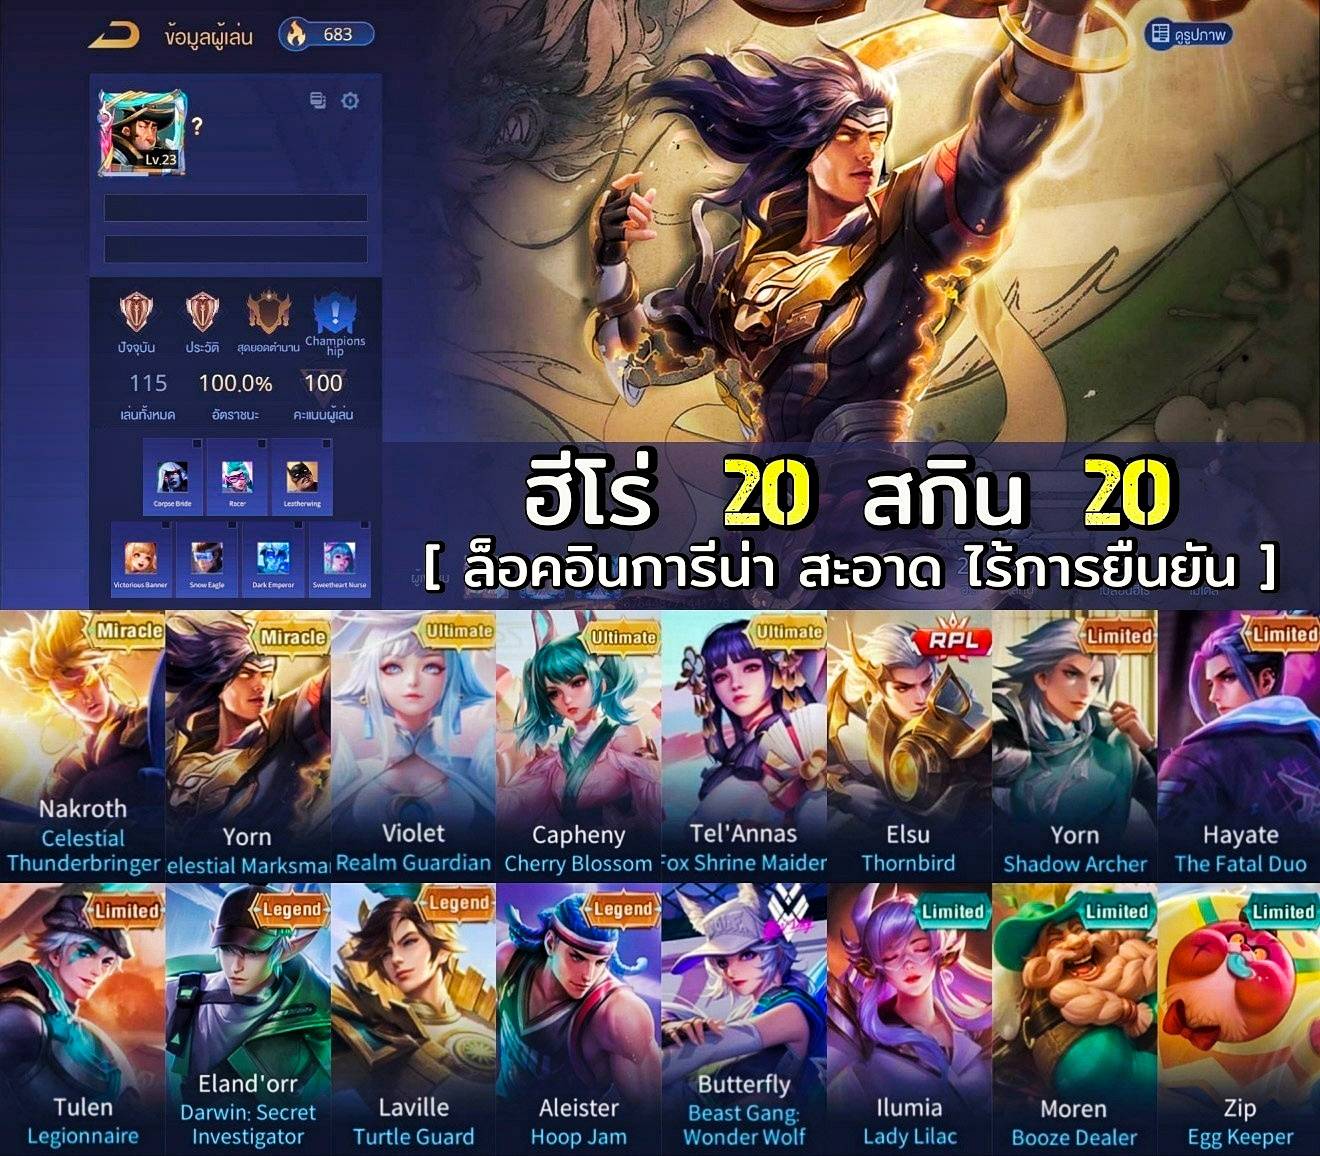 ข้อมูลผู้เล่น
683
ดูรูปภาพ
?
Lv.23
ปัจจุบัน ประวัติ สุดยอดตำนาน Championship
115 100.0% 100
เล่นทั้งหมด อัตราชนะ คะแนนผู้เล่น
Corpse Bride Racer Leatherwing
Victorious Banner Snow Eagle Dark Emperor Sweetheart Nurse
ฮีโร่ 20 สกิน 20
[ ล็อคอินการีน่า สะอาด ไร้การยืนยัน ]
Miracle Miracle Ultimate Ultimate Ultimate RPL Limited Limited
Nakroth Yorn Violet Capheny Tel'Annas Elsu Yorn Hayate
Celestial Thunderbringer elestial Marksma Realm Guardian Cherry Blossom Fox Shrine Maiden Thornbird Shadow Archer The Fatal Duo
Limited Legend Legend Legend Limited Limited Limited
Tulen Eland'orr Laville Aleister Butterfly Ilumia Moren Zip
Legionnaire Darwin: Secret Investigator Turtle Guard Hoop Jam Beast Gang: Wonder Wolf Lady Lilac Booze Dealer Egg Keeper